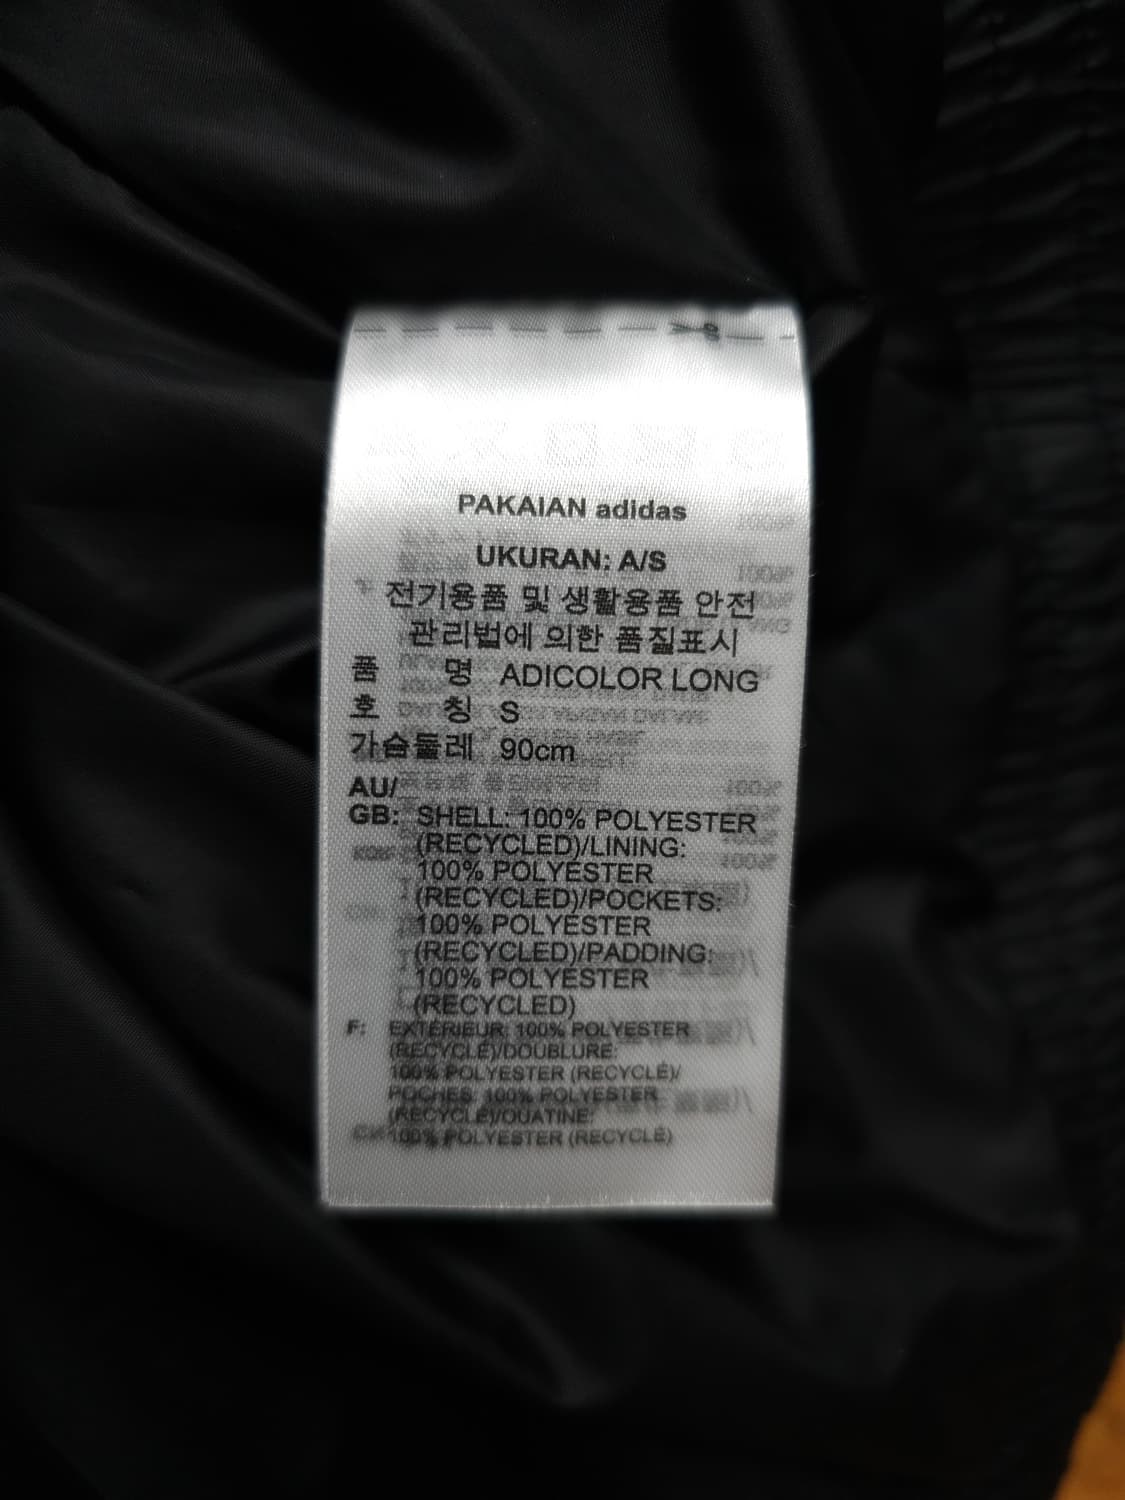 PAKAIAN adidas
UKURAN: A/S
전기용품 및 생활용품 안전
관리법에 의한 품질표시
품 명 ADICOLOR LONG
호 칭 S
가슴둘레 90cm
AU/
GB: SHELL: 100% POLYESTER
(RECYCLED)/LINING:
100% POLYESTER
(RECYCLED)/POCKETS:
100% POLYESTER
(RECYCLED)/PADDING:
100% POLYESTER
(RECYCLED)
F: EXTÉRIEUR: 100% POLYESTER
(RECYCLÉ)/DOUBLURE:
100% POLYESTER (RECYCLÉ)/
POCHES: 100% POLYESTER
(RECYCLÉ)/OUATINE:
100% POLYESTER (RECYCLÉ)